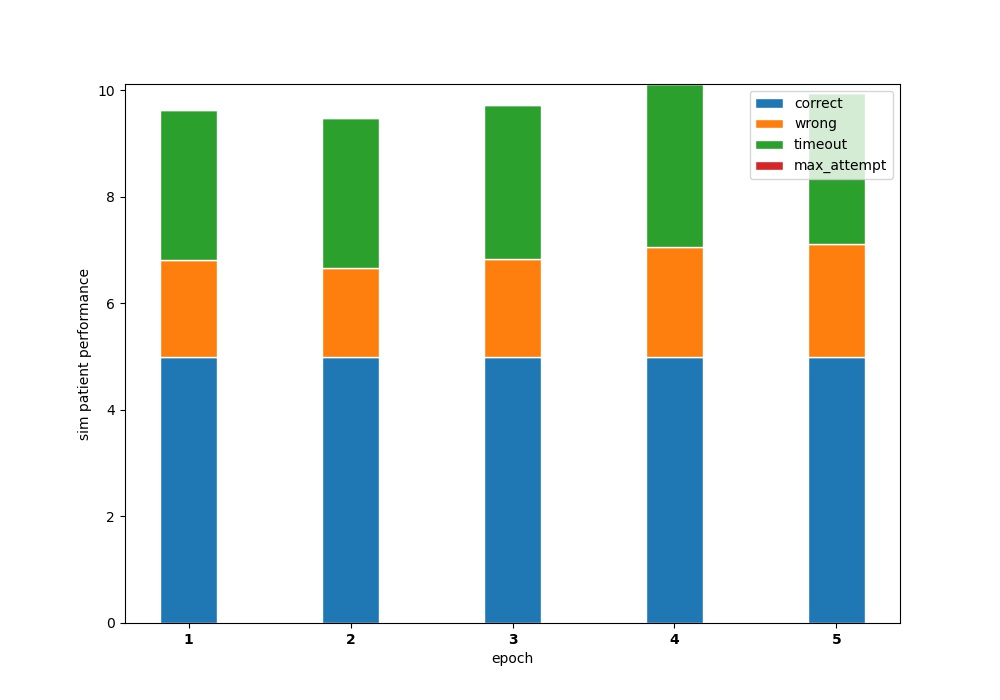 10
8
6
4
2
0
sim patient performance
correct
wrong
timeout
max_attempt
1 2 3 4 5
epoch